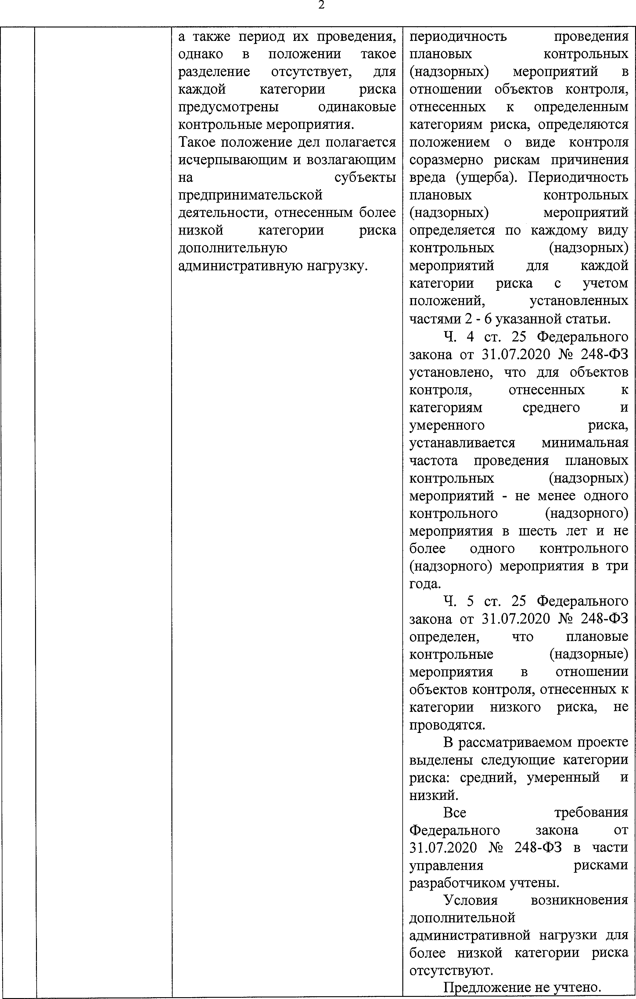 2
а также период их проведения,
однако в положении такое
разделение отсутствует, для
каждой категории риска
предусмотрены одинаковые
контрольные мероприятия.
Такое положение дел полагается
исчерпывающим и возлагающим
на субъекты
предпринимательской
деятельности, отнесенным более
низкой категории риска
дополнительную
административную нагрузку.
периодичность проведения
плановых контрольных
(надзорных) мероприятий в
отношении объектов контроля,
отнесенных к определенным
категориям риска, определяются
положением о виде контроля
соразмерно рискам причинения
вреда (ущерба). Периодичность
плановых контрольных
(надзорных) мероприятий
определяется по каждому виду
контрольных (надзорных)
мероприятий для каждой
категории риска с учетом
положений, установленных
частями 2 - 6 указанной статьи.
Ч. 4 ст. 25 Федерального
закона от 31.07.2020 № 248-ФЗ
установлено, что для объектов
контроля, отнесенных к
категориям среднего и
умеренного риска,
устанавливается минимальная
частота проведения плановых
контрольных (надзорных)
мероприятий - не менее одного
контрольного (надзорного)
мероприятия в шесть лет и не
более одного контрольного
(надзорного) мероприятия в три
года.
Ч. 5 ст. 25 Федерального
закона от 31.07.2020 № 248-ФЗ
определен, что плановые
контрольные (надзорные)
мероприятия в отношении
объектов контроля, отнесенных к
категории низкого риска, не
проводятся.
В рассматриваемом проекте
выделены следующие категории
риска: средний, умеренный и
низкий.
Все требования
Федерального закона от
31.07.2020 № 248-ФЗ в части
управления рисками
разработчиком учтены.
Условия возникновения
дополнительной
административной нагрузки для
более низкой категории риска
отсутствуют.
Предложение не учтено.